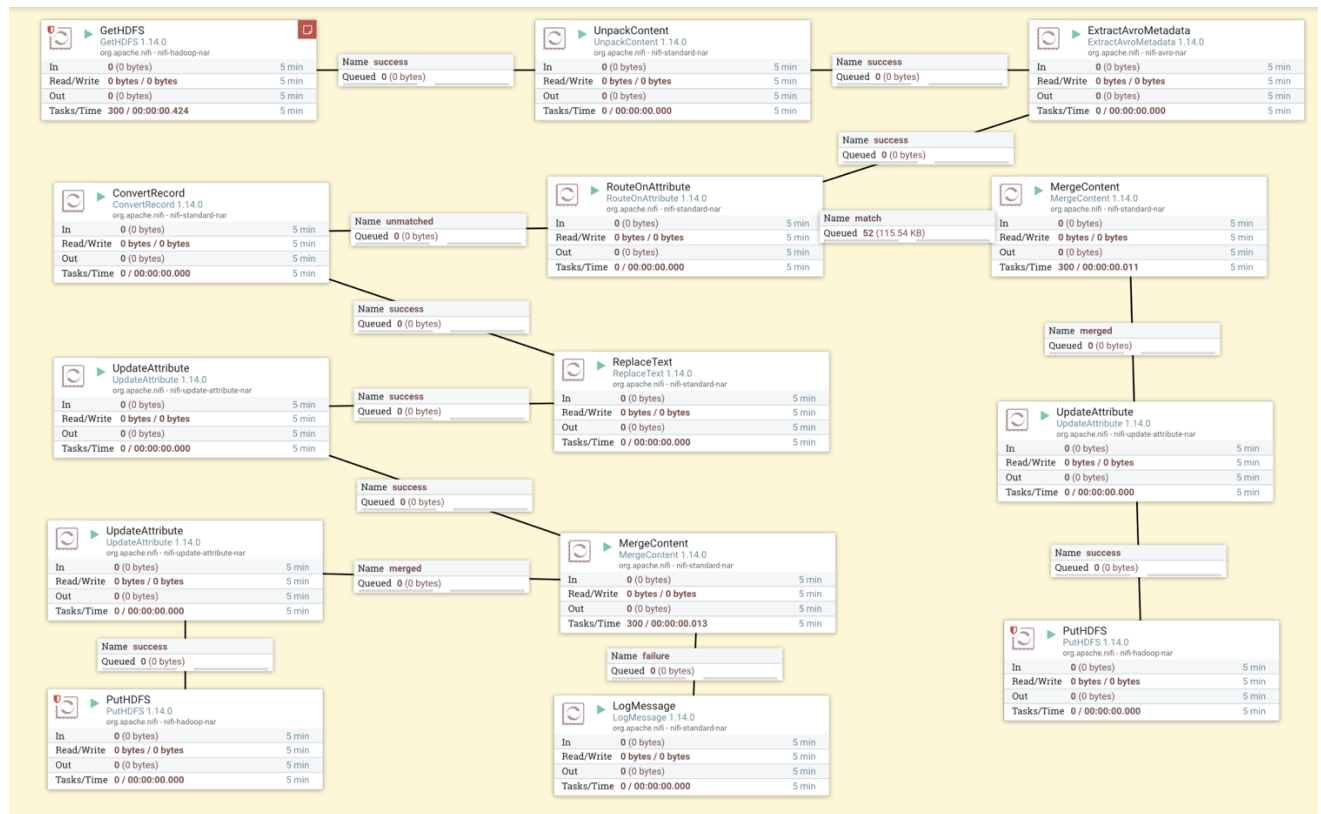 GetHDFS
GetHDFS 1.14.0
org.apache.nifi - nifi-hadoop-nar
In 0 (0 bytes) 5 min
Read/Write 0 bytes / 0 bytes 5 min
Out 0 (0 bytes) 5 min
Tasks/Time 300 / 00:00:00.424 5 min
Name success
Queued 0 (0 bytes)
UnpackContent
UnpackContent 1.14.0
org.apache.nifi - nifi-standard-nar
In 0 (0 bytes) 5 min
Read/Write 0 bytes / 0 bytes 5 min
Out 0 (0 bytes) 5 min
Tasks/Time 0 / 00:00:00.000 5 min
Name success
Queued 0 (0 bytes)
ExtractAvroMetadata
ExtractAvroMetadata 1.14.0
org.apache.nifi - nifi-avro-nar
In 0 (0 bytes) 5 min
Read/Write 0 bytes / 0 bytes 5 min
Out 0 (0 bytes) 5 min
Tasks/Time 0 / 00:00:00.000 5 min
Name success
Queued 0 (0 bytes)
ConvertRecord
ConvertRecord 1.14.0
org.apache.nifi - nifi-standard-nar
In 0 (0 bytes) 5 min
Read/Write 0 bytes / 0 bytes 5 min
Out 0 (0 bytes) 5 min
Tasks/Time 0 / 00:00:00.000 5 min
Name unmatched
Queued 0 (0 bytes)
RouteOnAttribute
RouteOnAttribute 1.14.0
org.apache.nifi - nifi-standard-nar
In 0 (0 bytes) 5 min
Read/Write 0 bytes / 0 bytes 5 min
Out 0 (0 bytes) 5 min
Tasks/Time 0 / 00:00:00.000 5 min
Name match
Queued 52 (115.54 KB)
MergeContent
MergeContent 1.14.0
org.apache.nifi - nifi-standard-nar
In 0 (0 bytes) 5 min
Read/Write 0 bytes / 0 bytes 5 min
Out 0 (0 bytes) 5 min
Tasks/Time 300 / 00:00:00.011 5 min
Name success
Queued 0 (0 bytes)
Name merged
Queued 0 (0 bytes)
UpdateAttribute
UpdateAttribute 1.14.0
org.apache.nifi - nifi-update-attribute-nar
In 0 (0 bytes) 5 min
Read/Write 0 bytes / 0 bytes 5 min
Out 0 (0 bytes) 5 min
Tasks/Time 0 / 00:00:00.000 5 min
Name success
Queued 0 (0 bytes)
ReplaceText
ReplaceText 1.14.0
org.apache.nifi - nifi-standard-nar
In 0 (0 bytes) 5 min
Read/Write 0 bytes / 0 bytes 5 min
Out 0 (0 bytes) 5 min
Tasks/Time 0 / 00:00:00.000 5 min
UpdateAttribute
UpdateAttribute 1.14.0
org.apache.nifi - nifi-update-attribute-nar
In 0 (0 bytes) 5 min
Read/Write 0 bytes / 0 bytes 5 min
Out 0 (0 bytes) 5 min
Tasks/Time 0 / 00:00:00.000 5 min
Name success
Queued 0 (0 bytes)
UpdateAttribute
UpdateAttribute 1.14.0
org.apache.nifi - nifi-update-attribute-nar
In 0 (0 bytes) 5 min
Read/Write 0 bytes / 0 bytes 5 min
Out 0 (0 bytes) 5 min
Tasks/Time 0 / 00:00:00.000 5 min
Name merged
Queued 0 (0 bytes)
MergeContent
MergeContent 1.14.0
org.apache.nifi - nifi-standard-nar
In 0 (0 bytes) 5 min
Read/Write 0 bytes / 0 bytes 5 min
Out 0 (0 bytes) 5 min
Tasks/Time 300 / 00:00:00.013 5 min
Name success
Queued 0 (0 bytes)
Name success
Queued 0 (0 bytes)
Name failure
Queued 0 (0 bytes)
PutHDFS
PutHDFS 1.14.0
org.apache.nifi - nifi-hadoop-nar
In 0 (0 bytes) 5 min
Read/Write 0 bytes / 0 bytes 5 min
Out 0 (0 bytes) 5 min
Tasks/Time 0 / 00:00:00.000 5 min
PutHDFS
PutHDFS 1.14.0
org.apache.nifi - nifi-hadoop-nar
In 0 (0 bytes) 5 min
Read/Write 0 bytes / 0 bytes 5 min
Out 0 (0 bytes) 5 min
Tasks/Time 0 / 00:00:00.000 5 min
LogMessage
LogMessage 1.14.0
org.apache.nifi - nifi-standard-nar
In 0 (0 bytes) 5 min
Read/Write 0 bytes / 0 bytes 5 min
Out 0 (0 bytes) 5 min
Tasks/Time 0 / 00:00:00.000 5 min